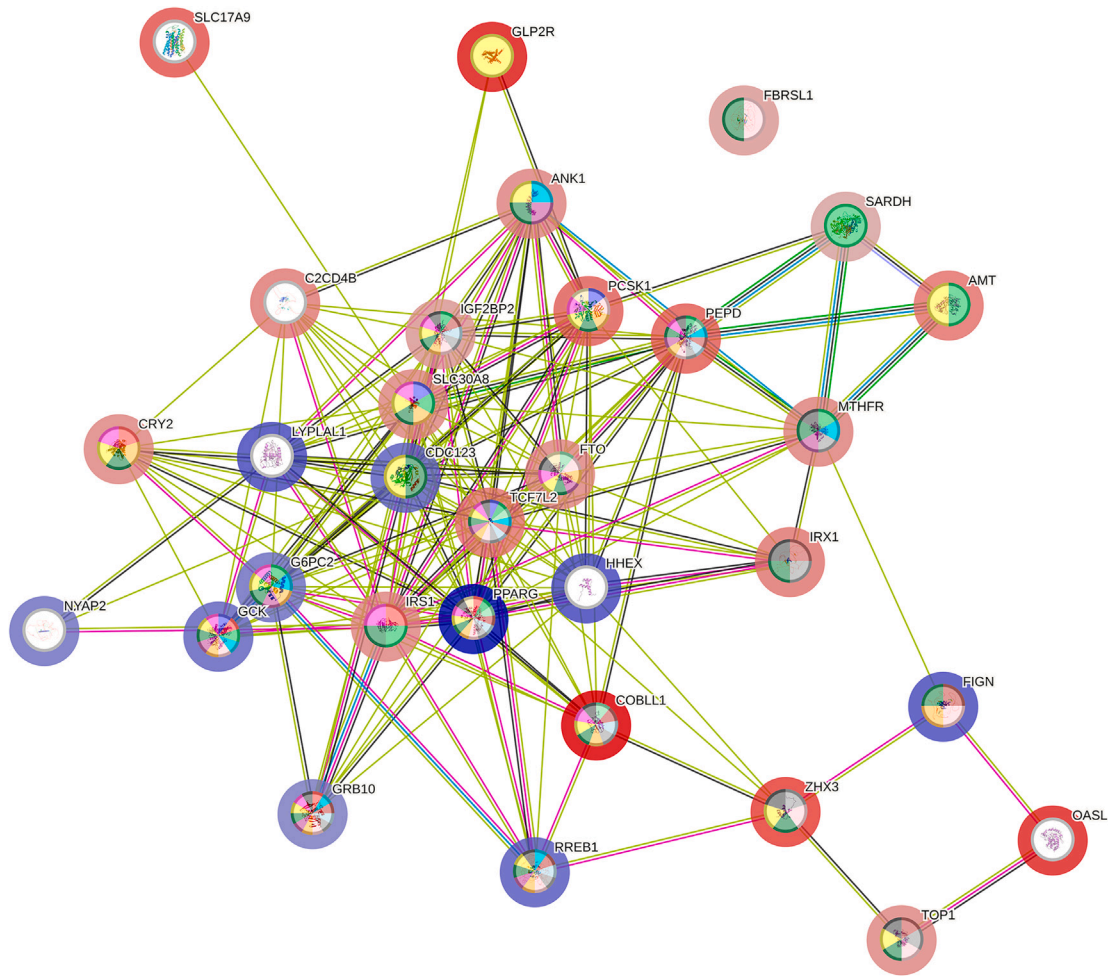 SLC17A9
GLP2R
FBRSL1
ANK1
SARDH
C2CD4B
PCSK1
AMT
IGF2BP2
PEPD
SLC30A8
MTHFR
CRY2
LYPLAL1
CDC123
FTO
TCF7L2
IRX1
G6PC2
HHEX
NYAP2
GCK
IRS1
PPARG
COBLL1
FIGN
GRB10
ZHX3
OASL
RREB1
TOP1